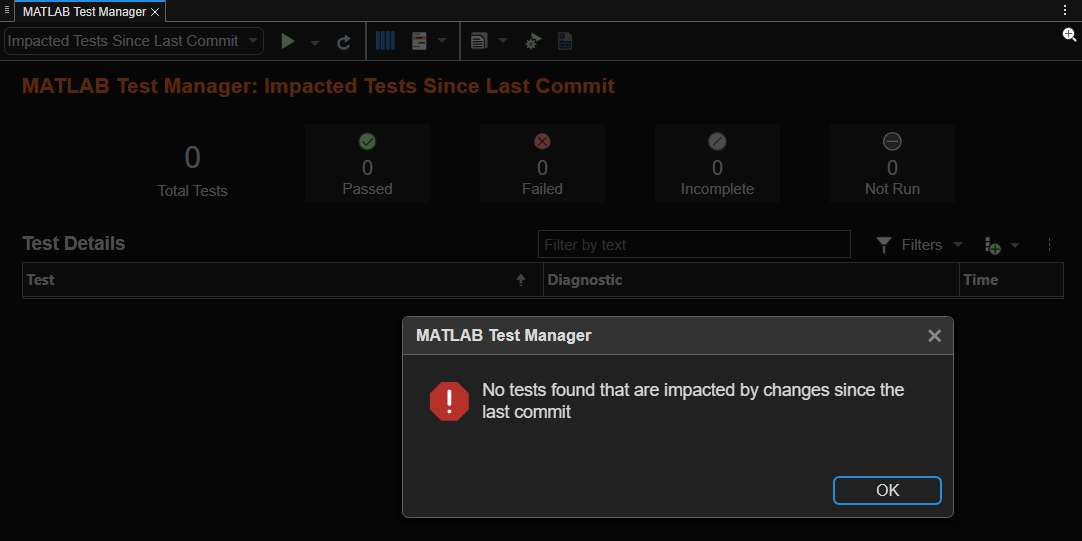 MATLAB Test Manager
Impacted Tests Since Last Commit
MATLAB Test Manager: Impacted Tests Since Last Commit
0
Total Tests
0
Passed
0
Failed
0
Incomplete
0
Not Run
Test Details
Filter by text
Filters
Test
Diagnostic
Time
MATLAB Test Manager
No tests found that are impacted by changes since the
last commit
OK